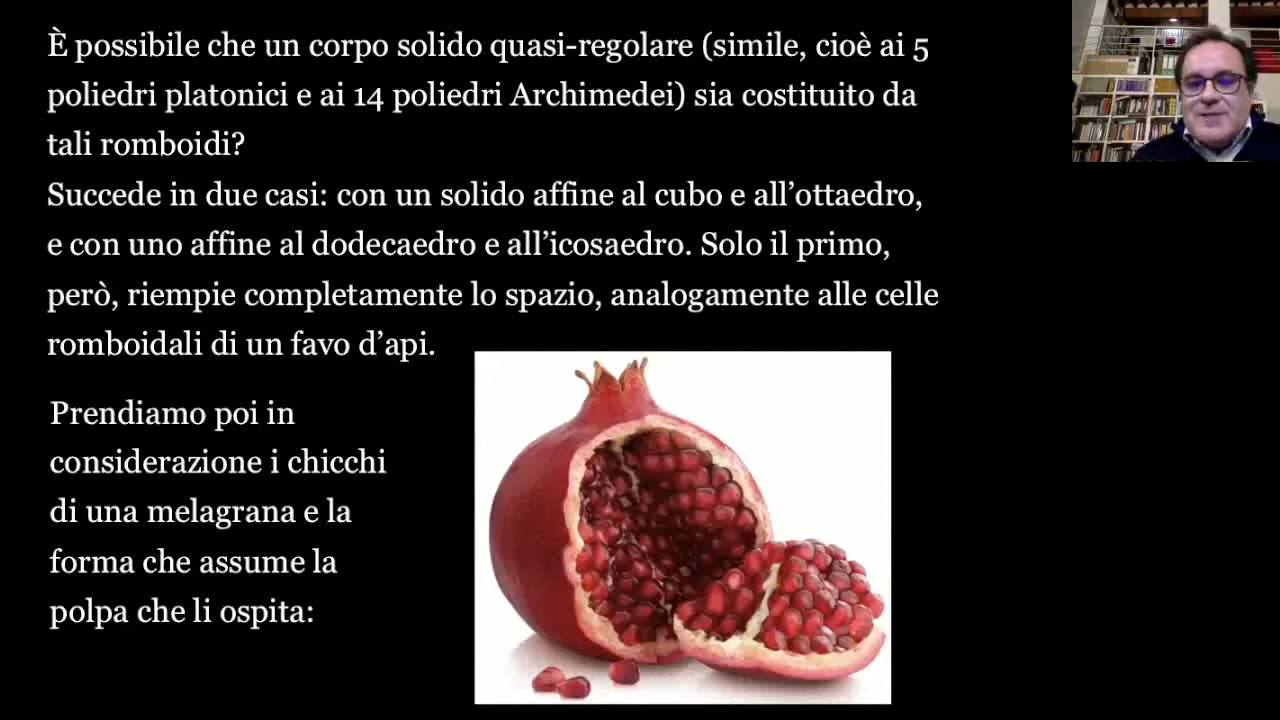 È possibile che un corpo solido quasi-regolare (simile, cioè ai 5
poliedri platonici e ai 14 poliedri Archimedei) sia costituito da
tali romboidi?
Succede in due casi: con un solido affine al cubo e all’ottaedro,
e con uno affine al dodecaedro e all’icosaedro. Solo il primo,
però, riempie completamente lo spazio, analogamente alle celle
romboidali di un favo d’api.
Prendiamo poi in
considerazione i chicchi
di una melagrana e la
forma che assume la
polpa che li ospita: